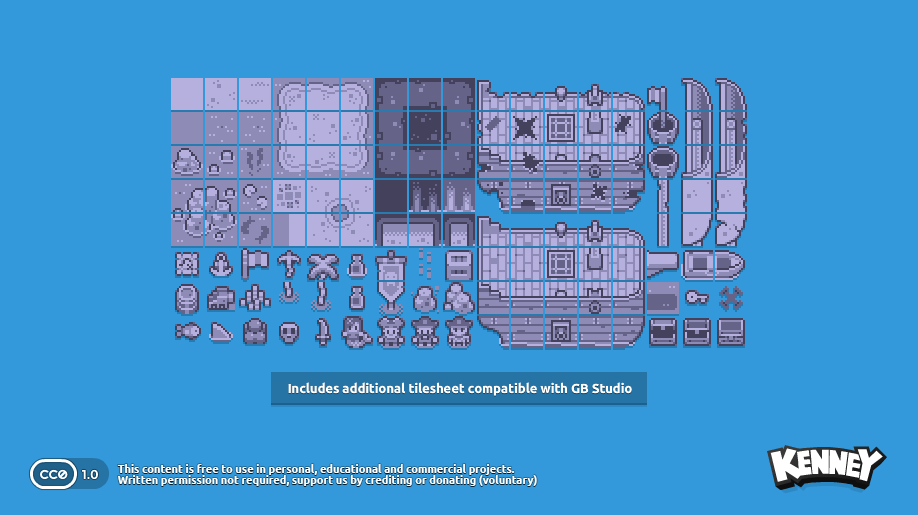 Includes additional tilesheet compatible with GB Studio
CC0 1.0
This content is free to use in personal, educational and commercial projects.
Written permission not required, support us by crediting or donating (voluntary)
KENNEY